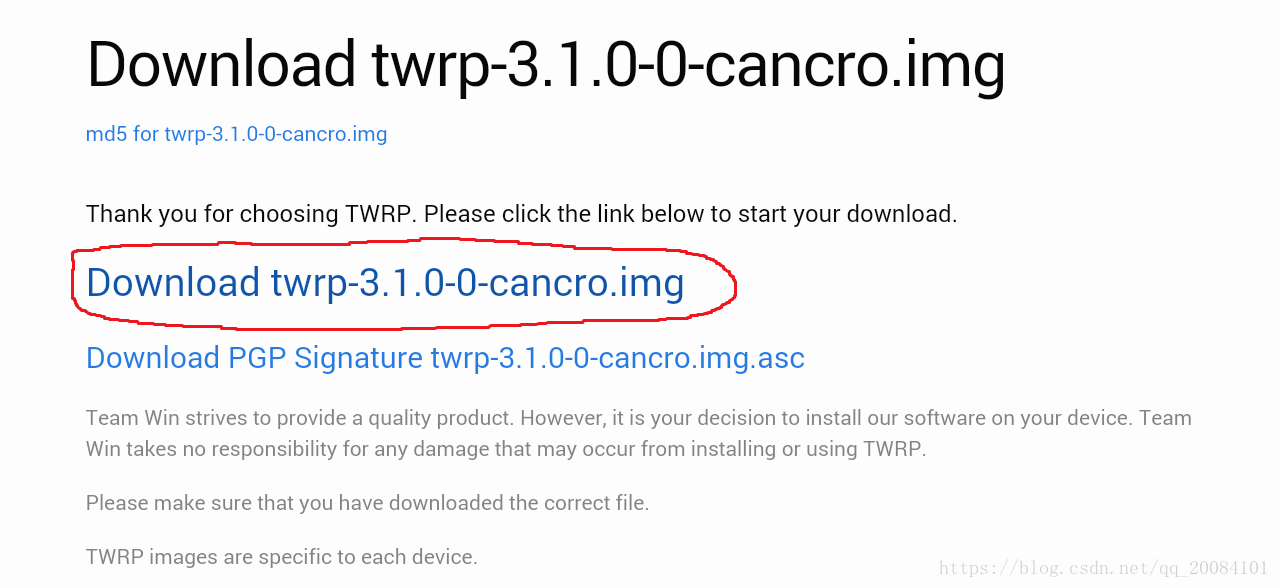 Download twrp-3.1.0-0-cancro.img
md5 for twrp-3.1.0-0-cancro.img
Thank you for choosing TWRP. Please click the link below to start your download.
Download twrp-3.1.0-0-cancro.img
Download PGP Signature twrp-3.1.0-0-cancro.img.asc
Team Win strives to provide a quality product. However, it is your decision to install our software on your device. Team
Win takes no responsibility for any damage that may occur from installing or using TWRP.
Please make sure that you have downloaded the correct file.
TWRP images are specific to each device.
https://blog.csdn.net/qq_20084101